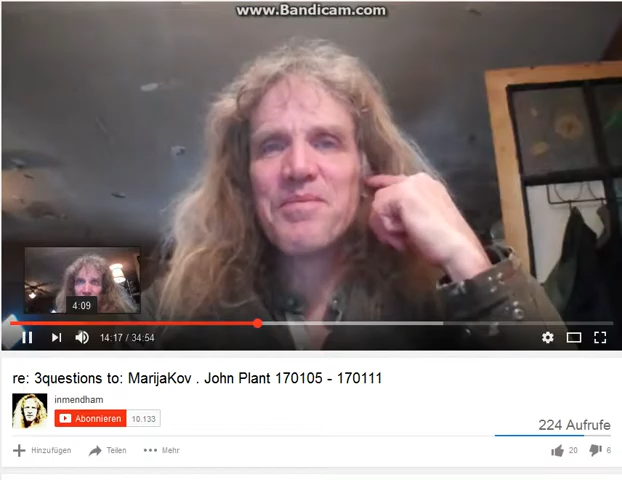 www.Bandicam.com
4:09
14:17 / 34:54
re: 3questions to: MarijaKov . John Plant 170105 - 170111
inmendham
Abonnieren 10.133
224 Aufrufe
Hinzufügen Teilen Mehr 20 6